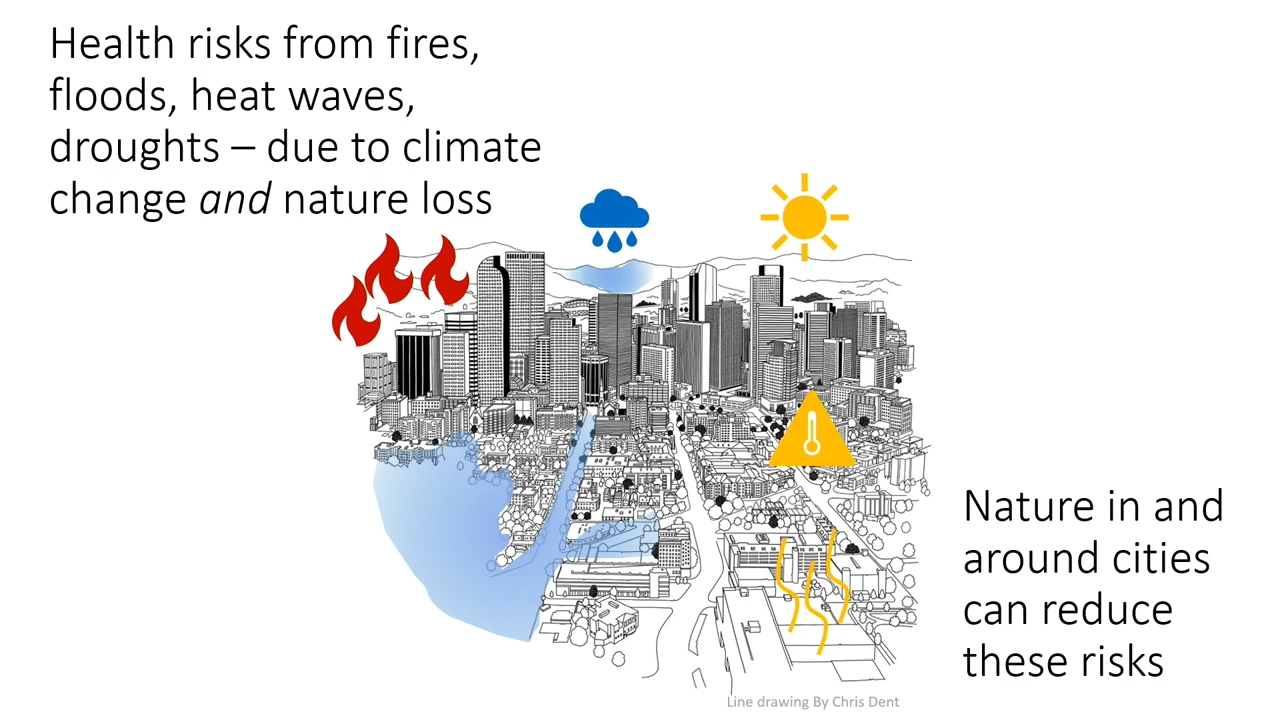 Health risks from fires,
floods, heat waves,
droughts – due to climate
change and nature loss
Nature in and
around cities
can reduce
these risks
Line drawing By Chris Dent